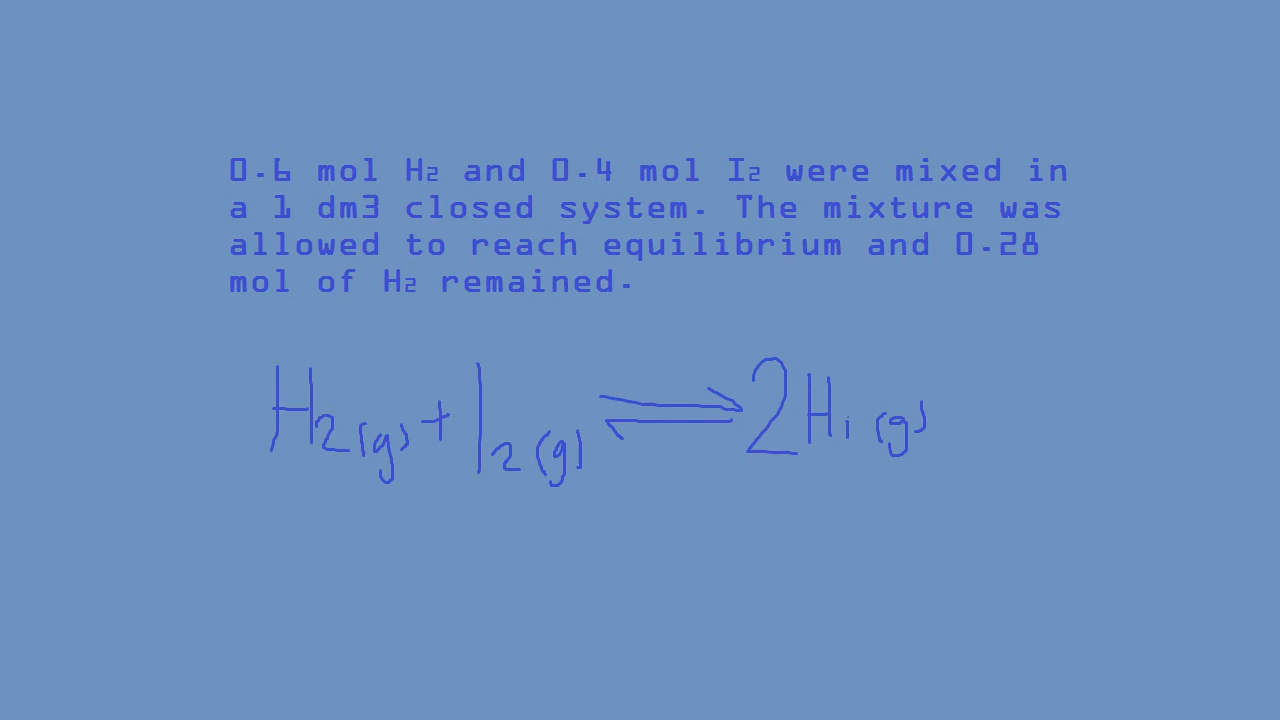 0.6 mol H₂ and 0.4 mol I₂ were mixed in
a 1 dm3 closed system. The mixture was
allowed to reach equilibrium and 0.28
mol of H₂ remained.
H₂(g) + I₂(g) ⇌ 2Hi(g)